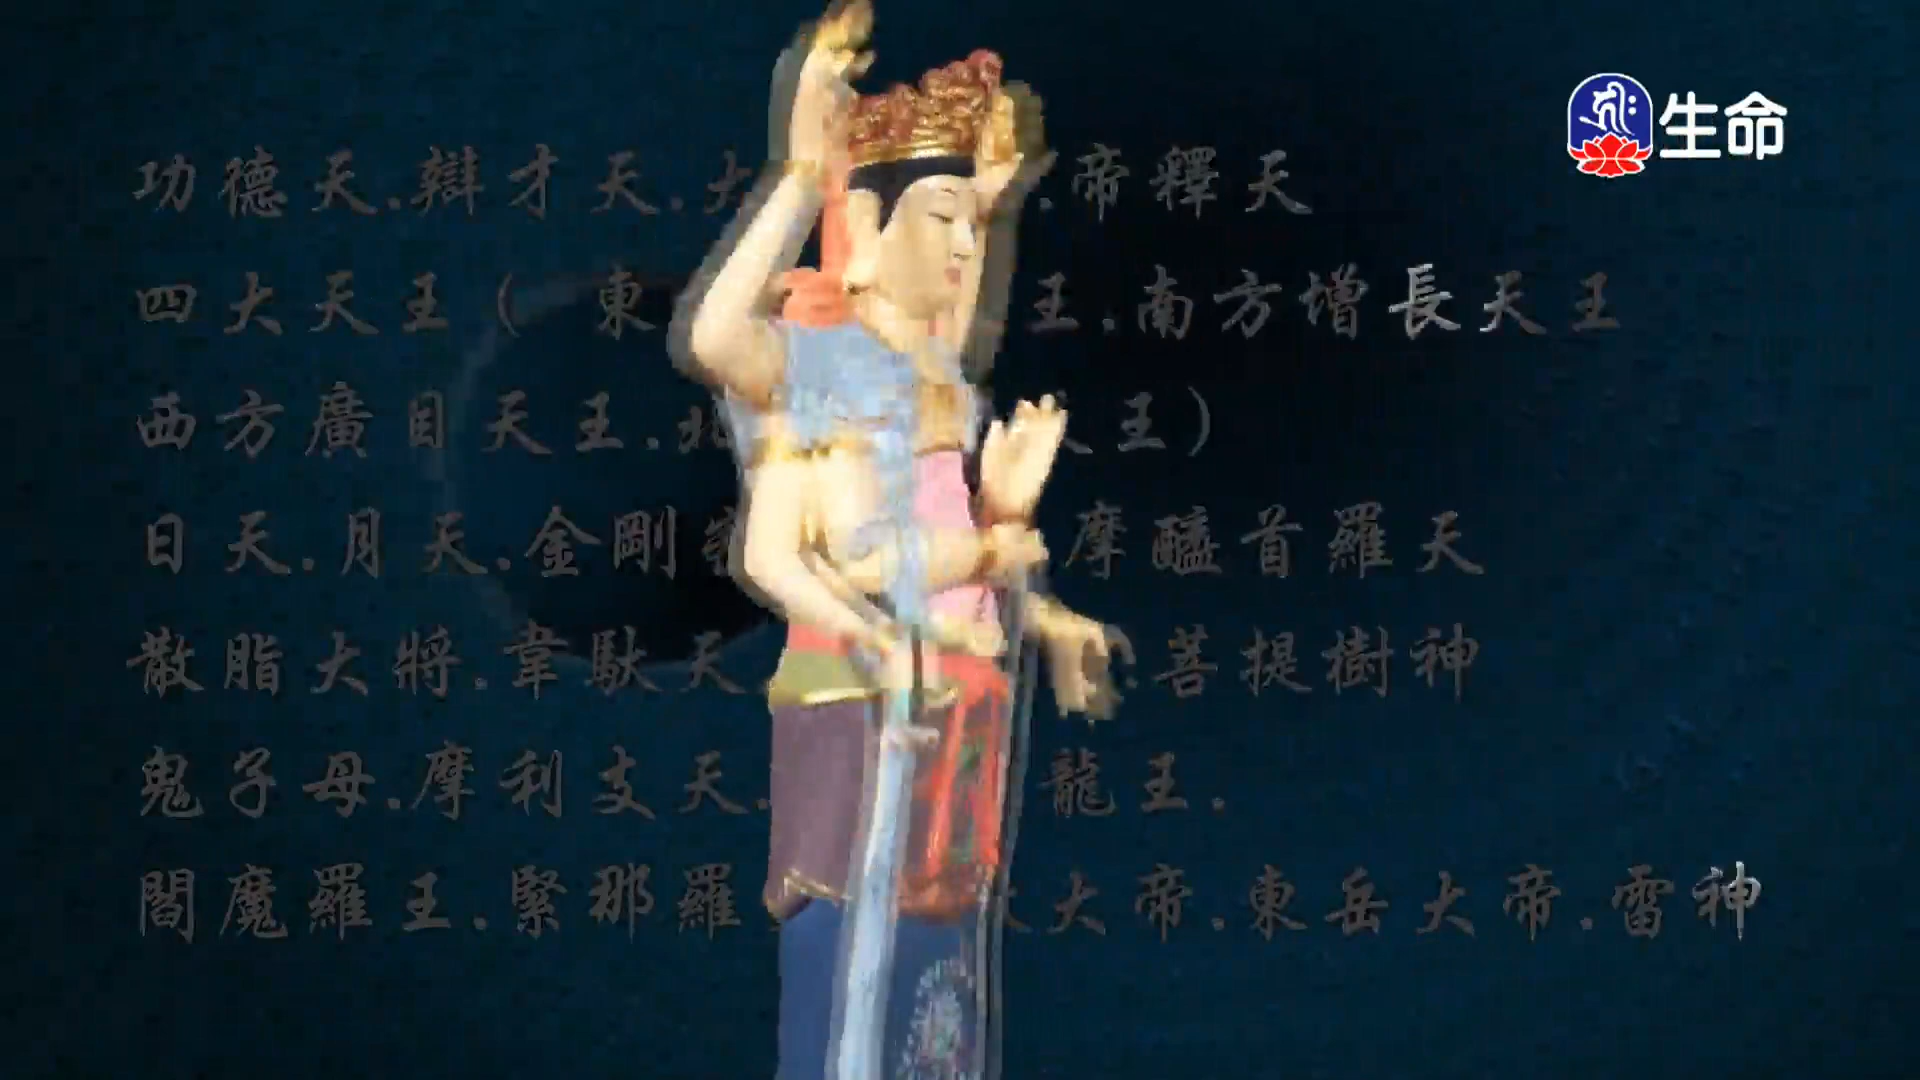 生命
功德天.辯才天.大 .帝釋天
四大天王( 東 王.南方增長天王
西方廣目天王.北 天王)
日天.月天.金剛密 摩醯首羅天
散脂大將.韋馱天 菩提樹神
鬼子母.摩利支天. 龍王.
閻魔羅王.緊那羅 大帝.東岳大帝.雷神